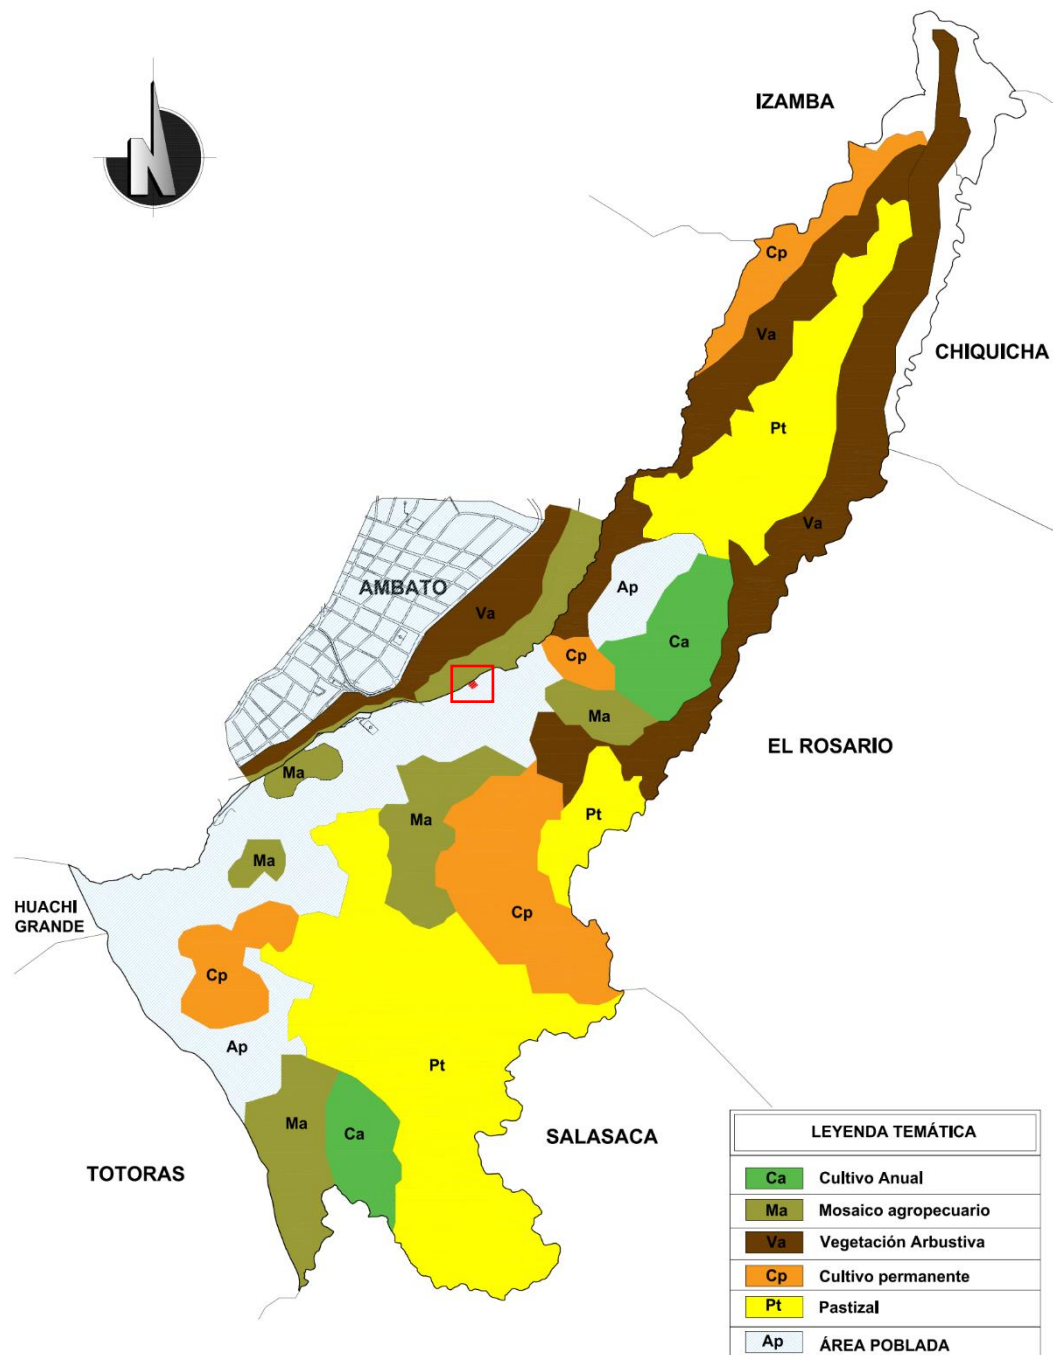 N
IZAMBA
Cp
CHIQUICHA
Va
Pt
Va
Ap
AMBATO
Va
Ca
Cp
Ma
EL ROSARIO
Ma
Pt
Ma
Ma
HUACHI
GRANDE
Cp
Cp
Ap
Pt
Ma
Ca
SALASACA
TOTORAS
LEYENDA TEMÁTICA
Ca Cultivo Anual
Ma Mosaico agropecuario
Va Vegetación Arbustiva
Cp Cultivo permanente
Pt Pastizal
Ap ÁREA POBLADA